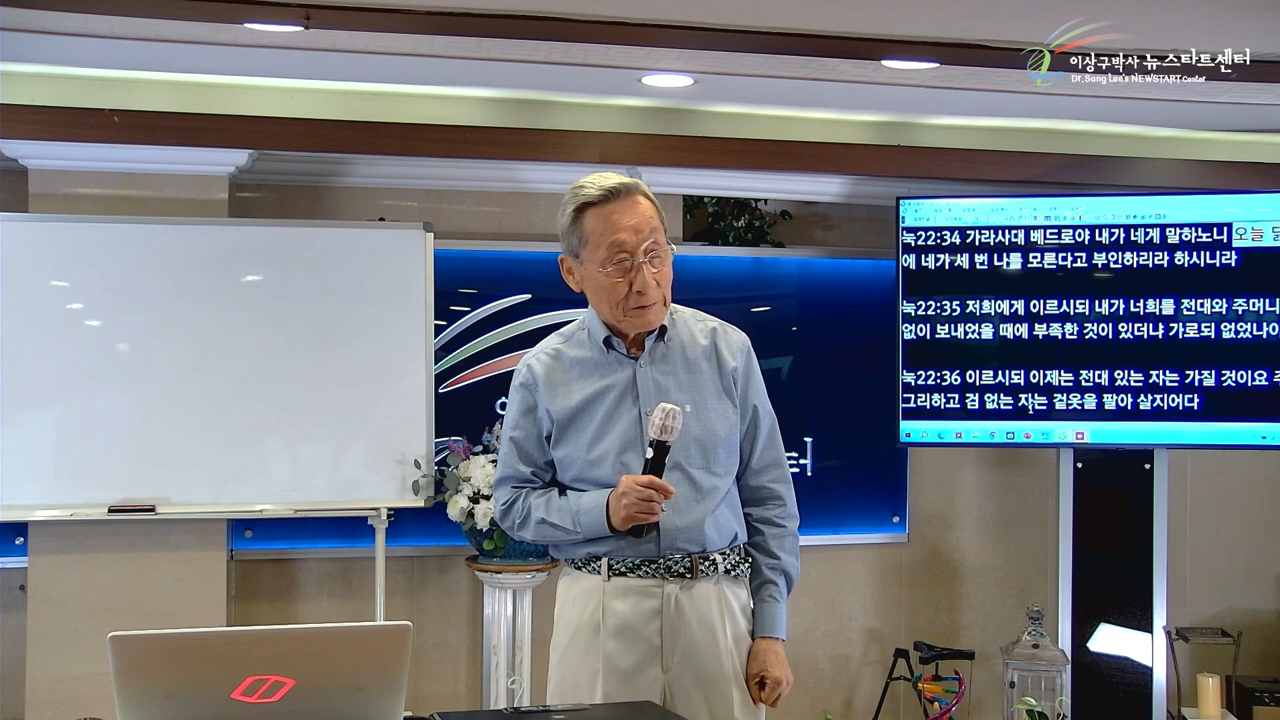 이상구박사 뉴스타트센터
Dr. Sang Lee's NEWSTART Center
눅22:34 가라사대 베드로야 내가 네게 말하노니 오늘 닭
에 네가 세 번 나를 모른다고 부인하리라 하시니라
눅22:35 저희에게 이르시되 내가 너희를 전대와 주머니
없이 보내었을 때에 부족한 것이 있더냐 가로되 없었나이
눅22:36 이르시되 이제는 전대 있는 자는 가질 것이요
그리하고 검 없는 자는 겉옷을 팔아 살지어다